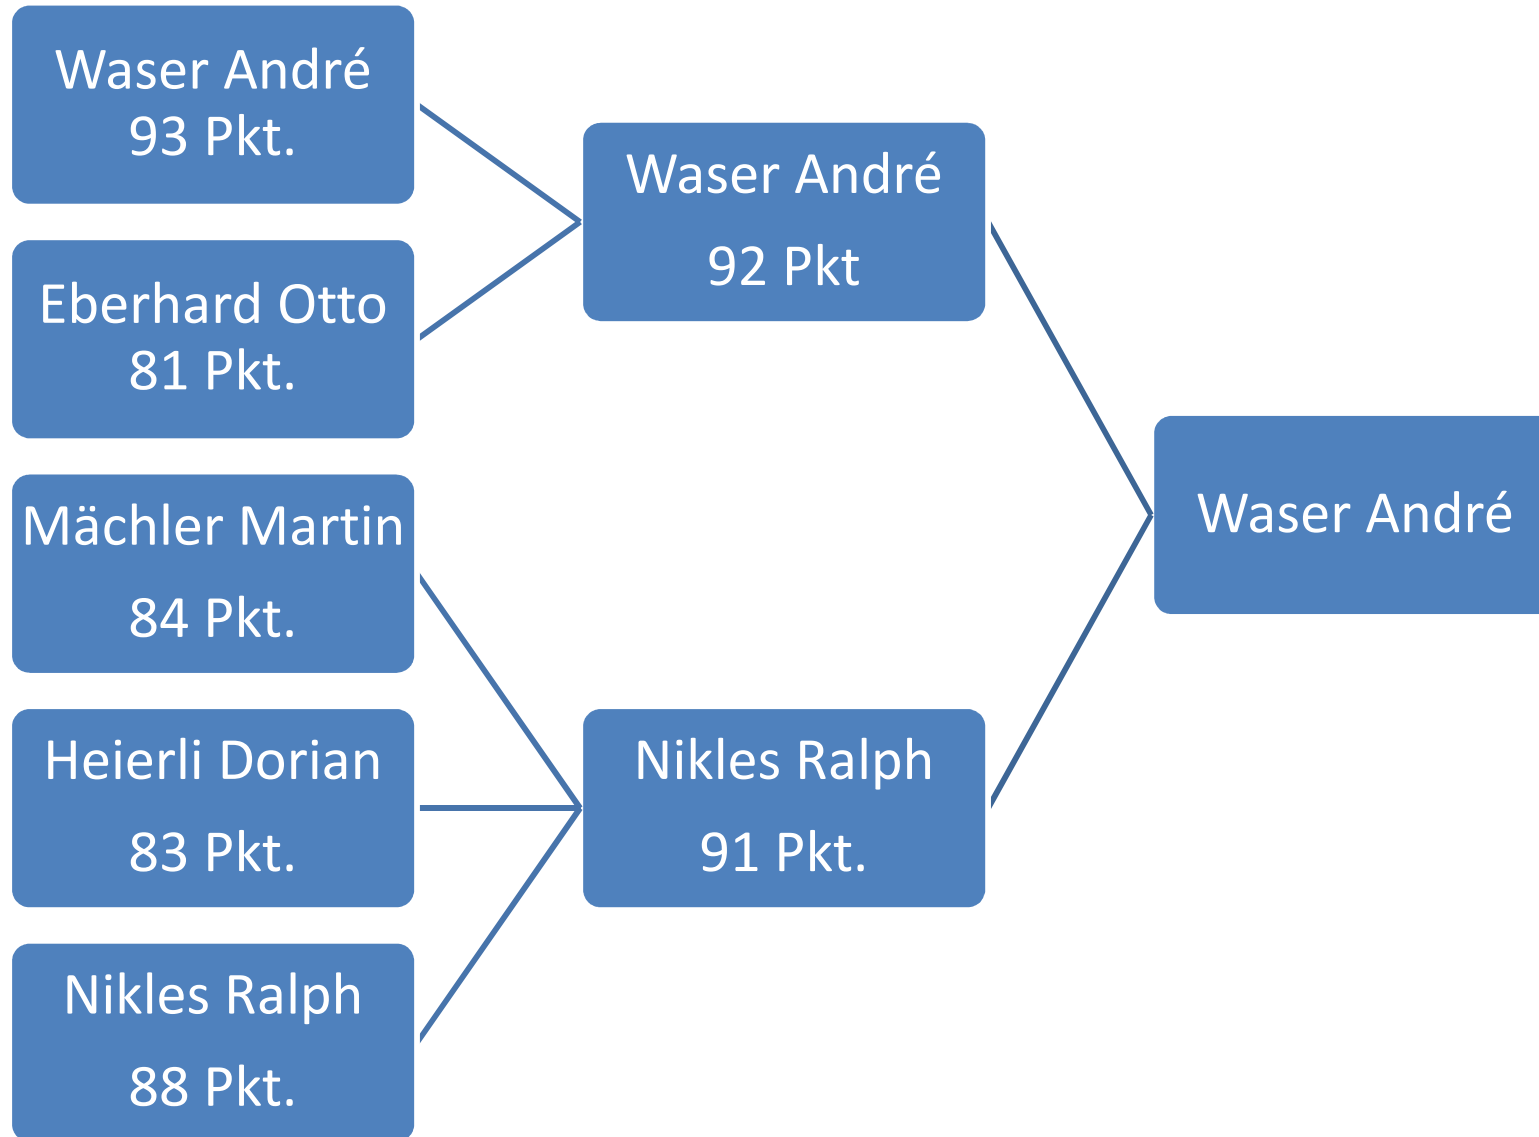 Waser André
93 Pkt.
Eberhard Otto
81 Pkt.
Mächler Martin
84 Pkt.
Heierli Dorian
83 Pkt.
Nikles Ralph
88 Pkt.
Waser André
92 Pkt
Nikles Ralph
91 Pkt.
Waser André